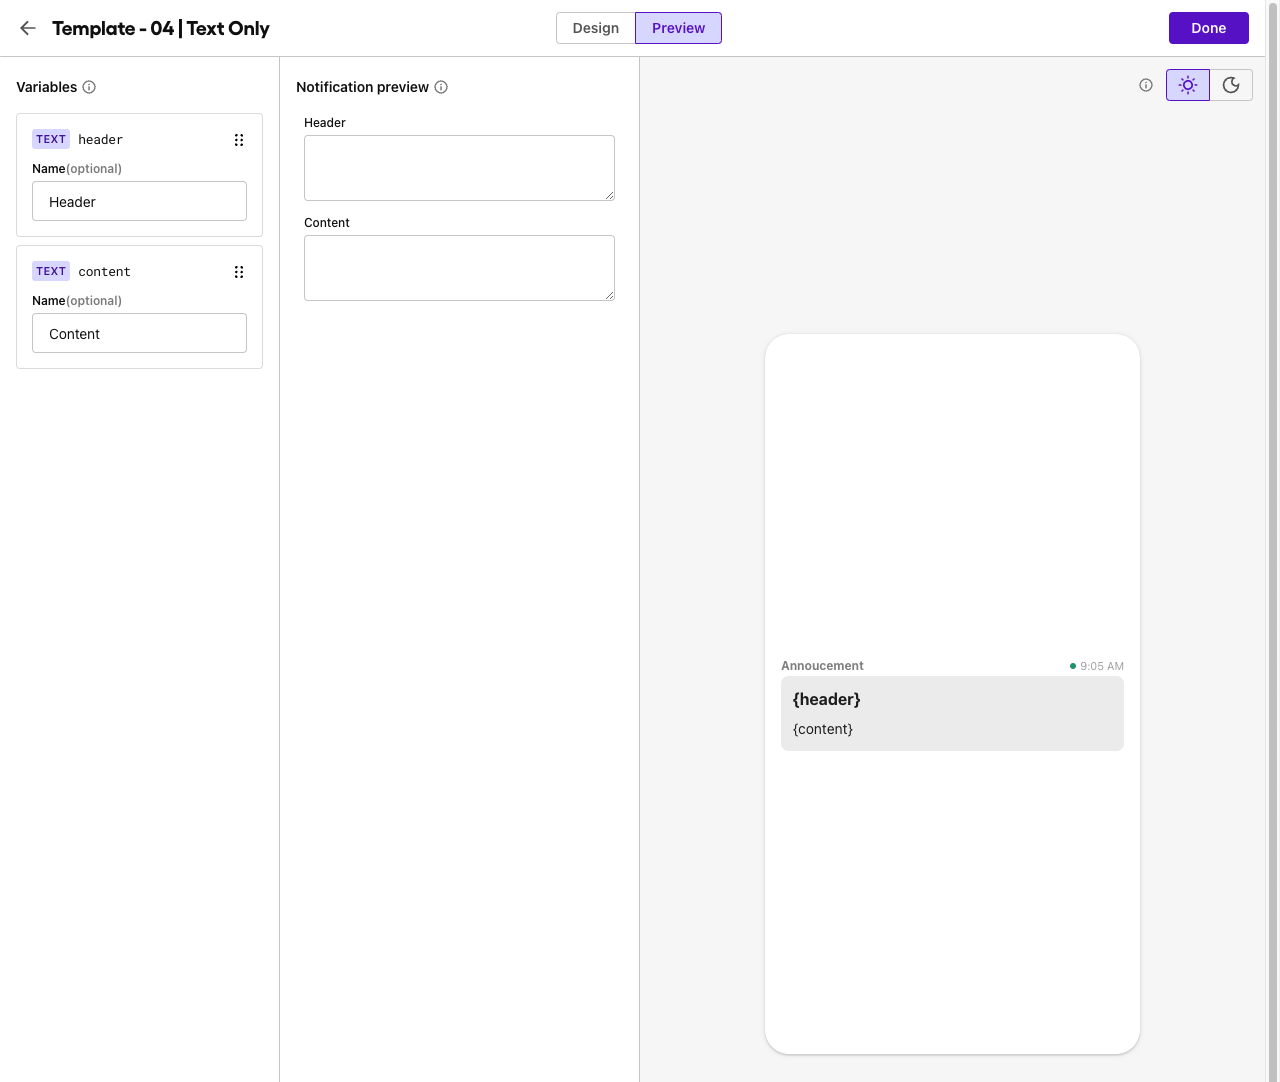 Template - 04 | Text Only
Design
Preview
Done
Variables
TEXT header
Name(optional)
Header
TEXT content
Name(optional)
Content
Notification preview
Header
Content
Annoucement
9:05 AM
{header}
{content}